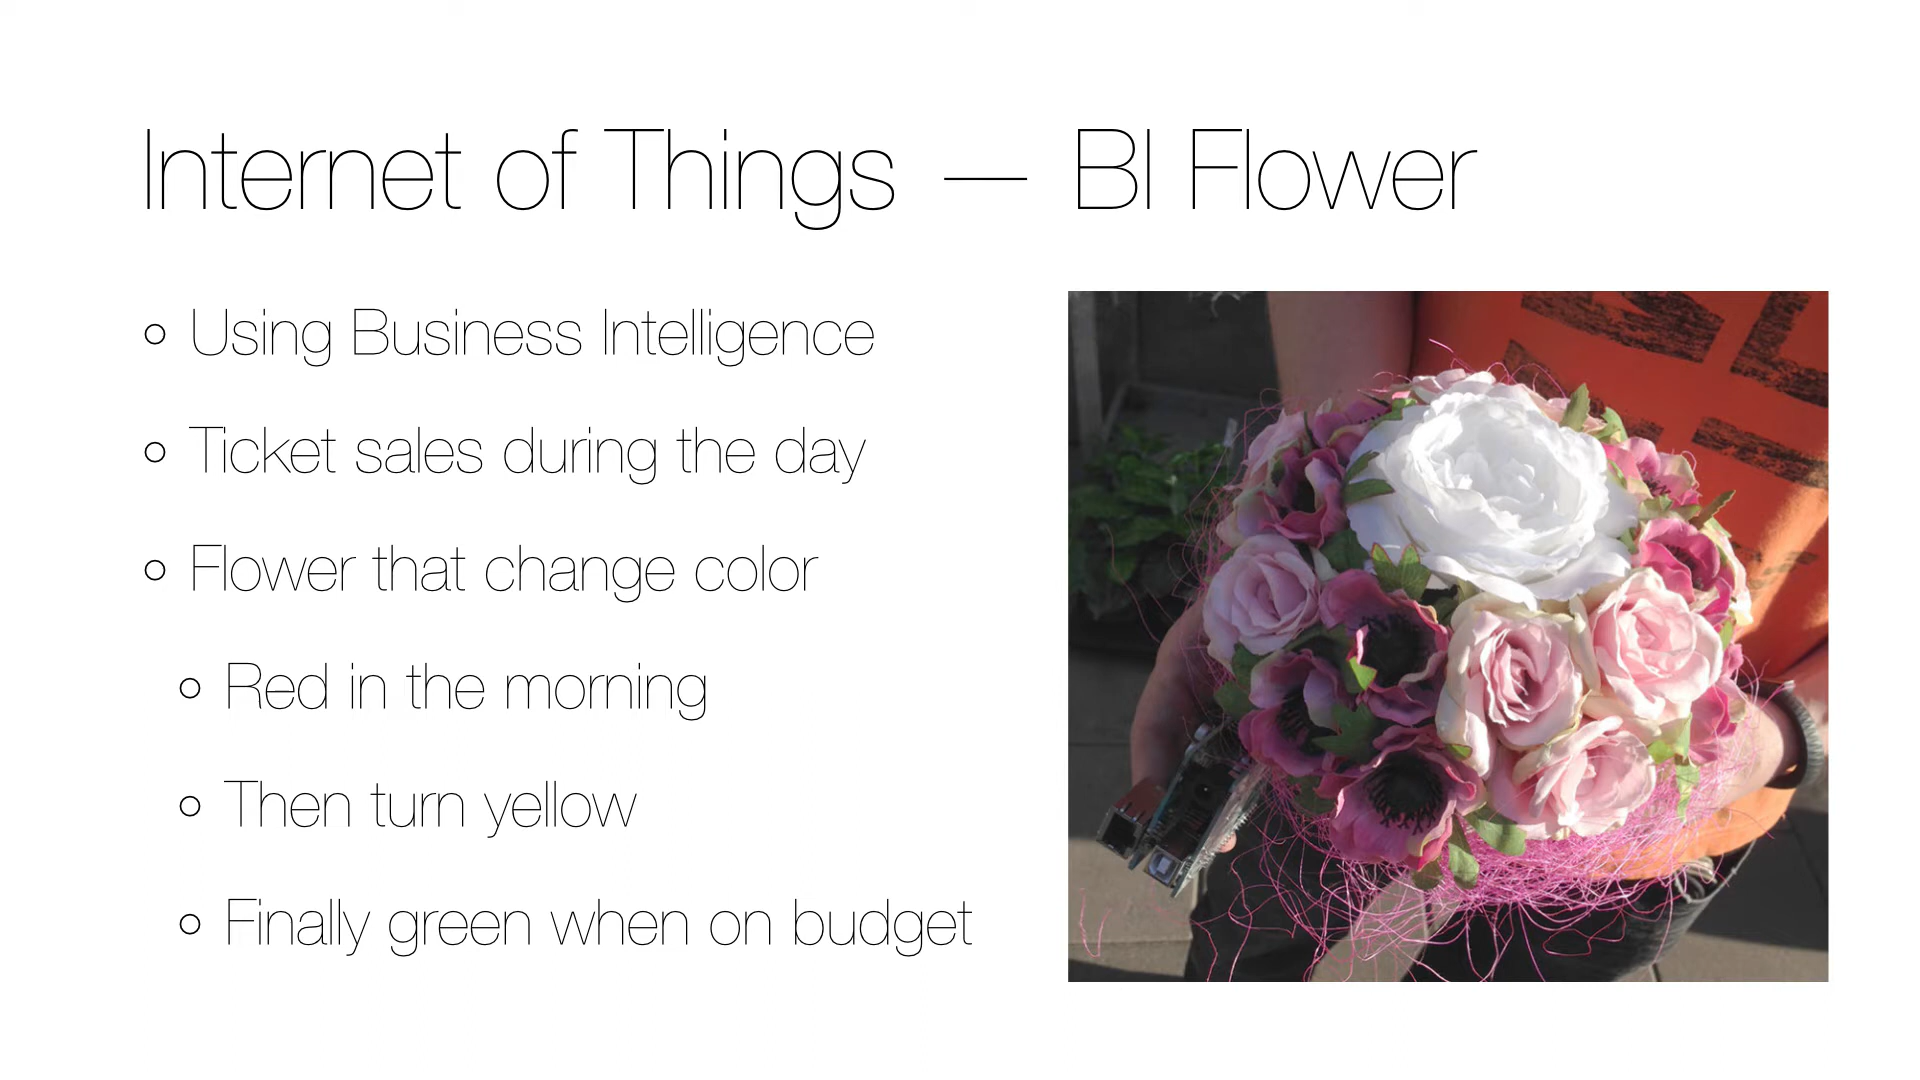 Internet of Things — BI Flower
Using Business Intelligence
Ticket sales during the day
Flower that change color
Red in the morning
Then turn yellow
Finally green when on budget